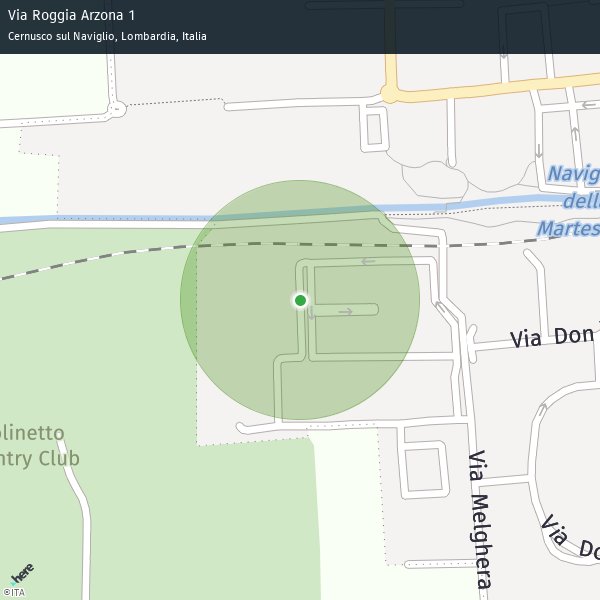 Via Roggia Arzona 1
Cernusco sul Naviglio, Lombardia, Italia
Navig
dell
Martes
Via Don
olinetto
ntry Club
Via Melghera
Via Do
here
©ITA